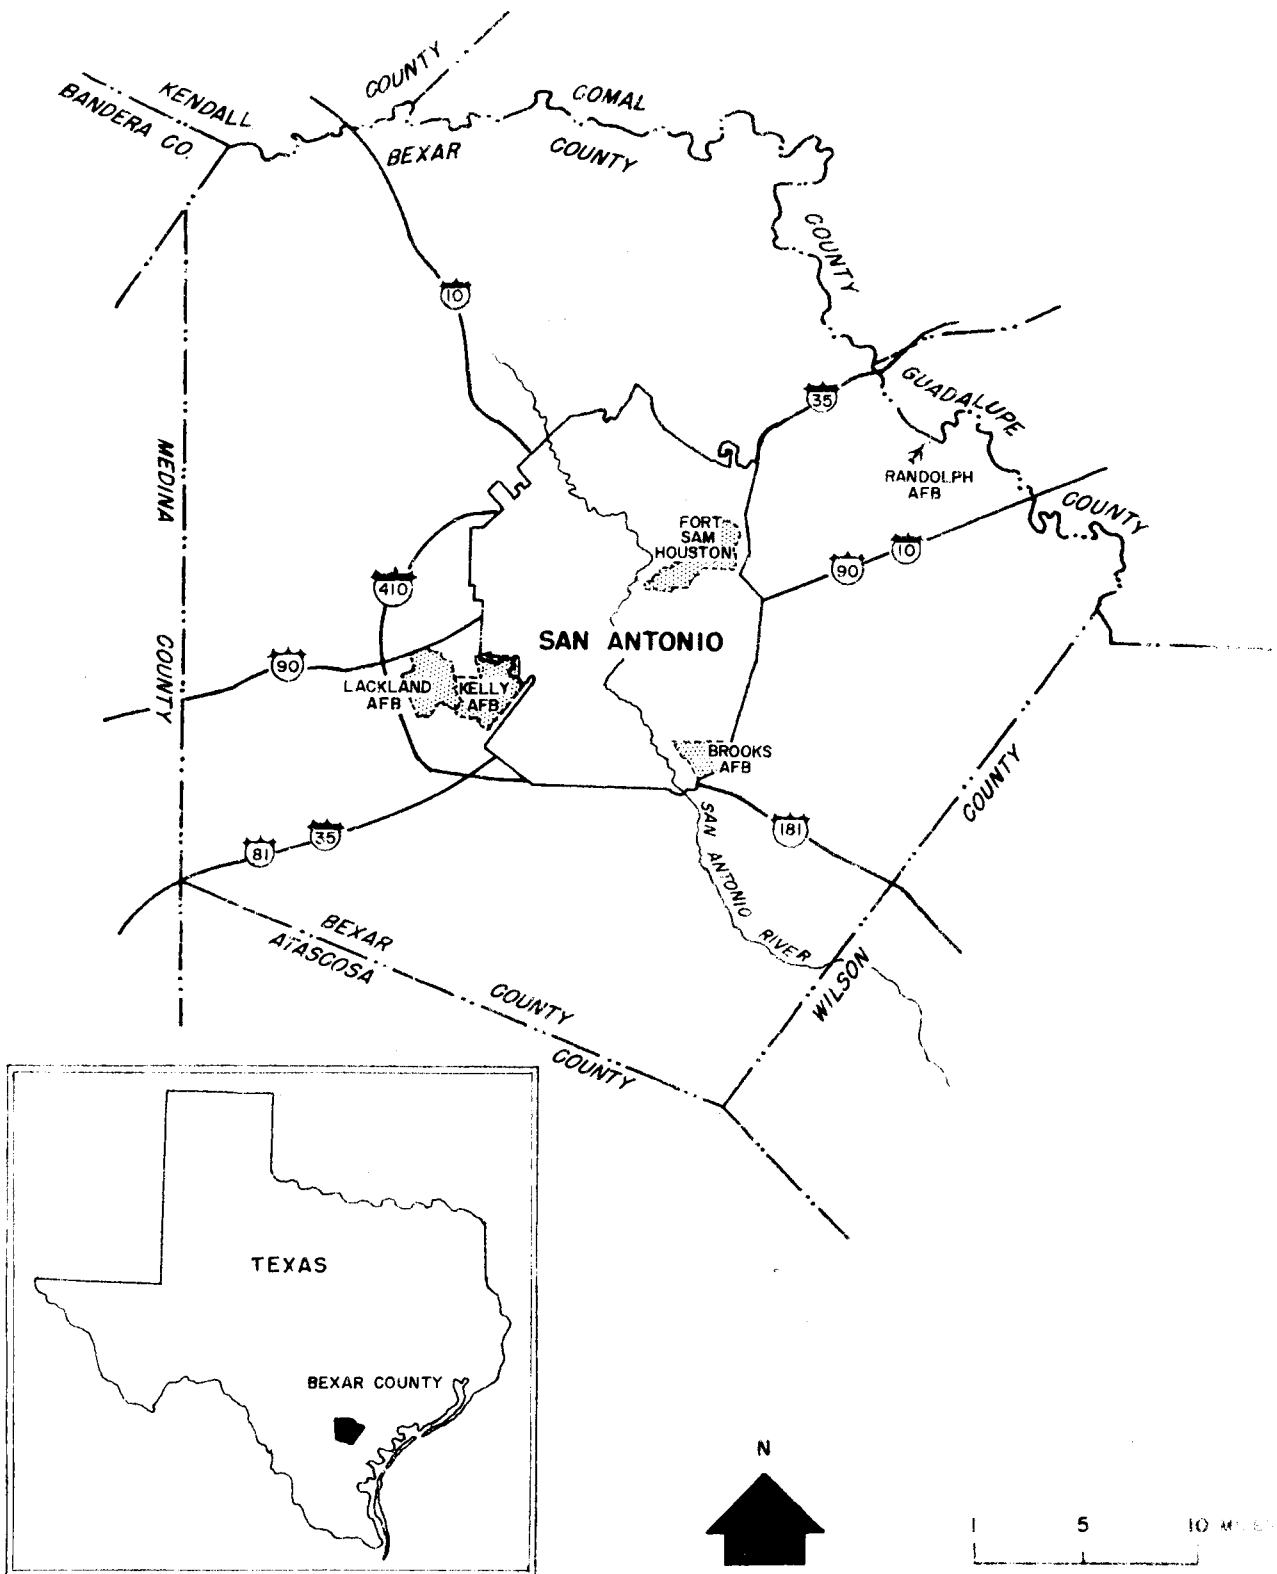 KENDALL COUNTY
BANDERA CO.
COMAL
BEXAR COUNTY
COUNTY
10
35
GUADALUPE
RANDOLPH
AFB
COUNTY
MEDINA
COUNTY
FORT
SAM
HOUSTON
10
90
410
SAN ANTONIO
90
LACKLAND
AFB
KELLY
AFB
BROOKS
AFB
COUNTY
WILSON
181
SAN ANTONIO RIVER
35
81
BEXAR COUNTY
ATASCOSA COUNTY
TEXAS
BEXAR COUNTY
N
1 5 10 MILES